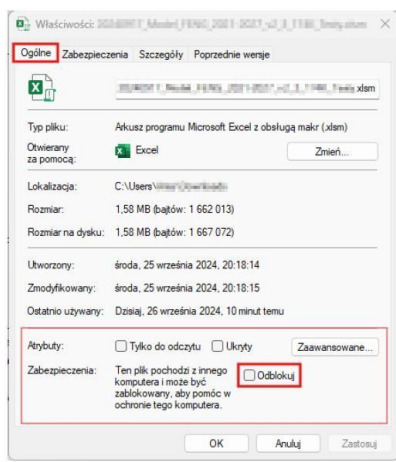 Właściwości:
Ogólne Zabezpieczenia Szczegóły Poprzednie wersje
xlsm
Typ pliku: Arkusz programu Microsoft Excel z obsługą makr (.xlsm)
Otwierany za pomocą: Excel Zmień...
Lokalizacja: C:\Users\
Rozmiar: 1,58 MB (bajtów: 1 662 013)
Rozmiar na dysku: 1,58 MB (bajtów: 1 667 072)
Utworzony: środa, 25 września 2024, 20:18:14
Zmodyfikowany: środa, 25 września 2024, 20:18:15
Ostatnio używany: Dzisiaj, 26 września 2024, 10 minut temu
Atrybuty: Tylko do odczytu Ukryty Zaawansowane...
Zabezpieczenia: Ten plik pochodzi z innego
komputera i może być
zablokowany, aby pomóc w
ochronie tego komputera.
Odblokuj
OK Anuluj Zastosuj